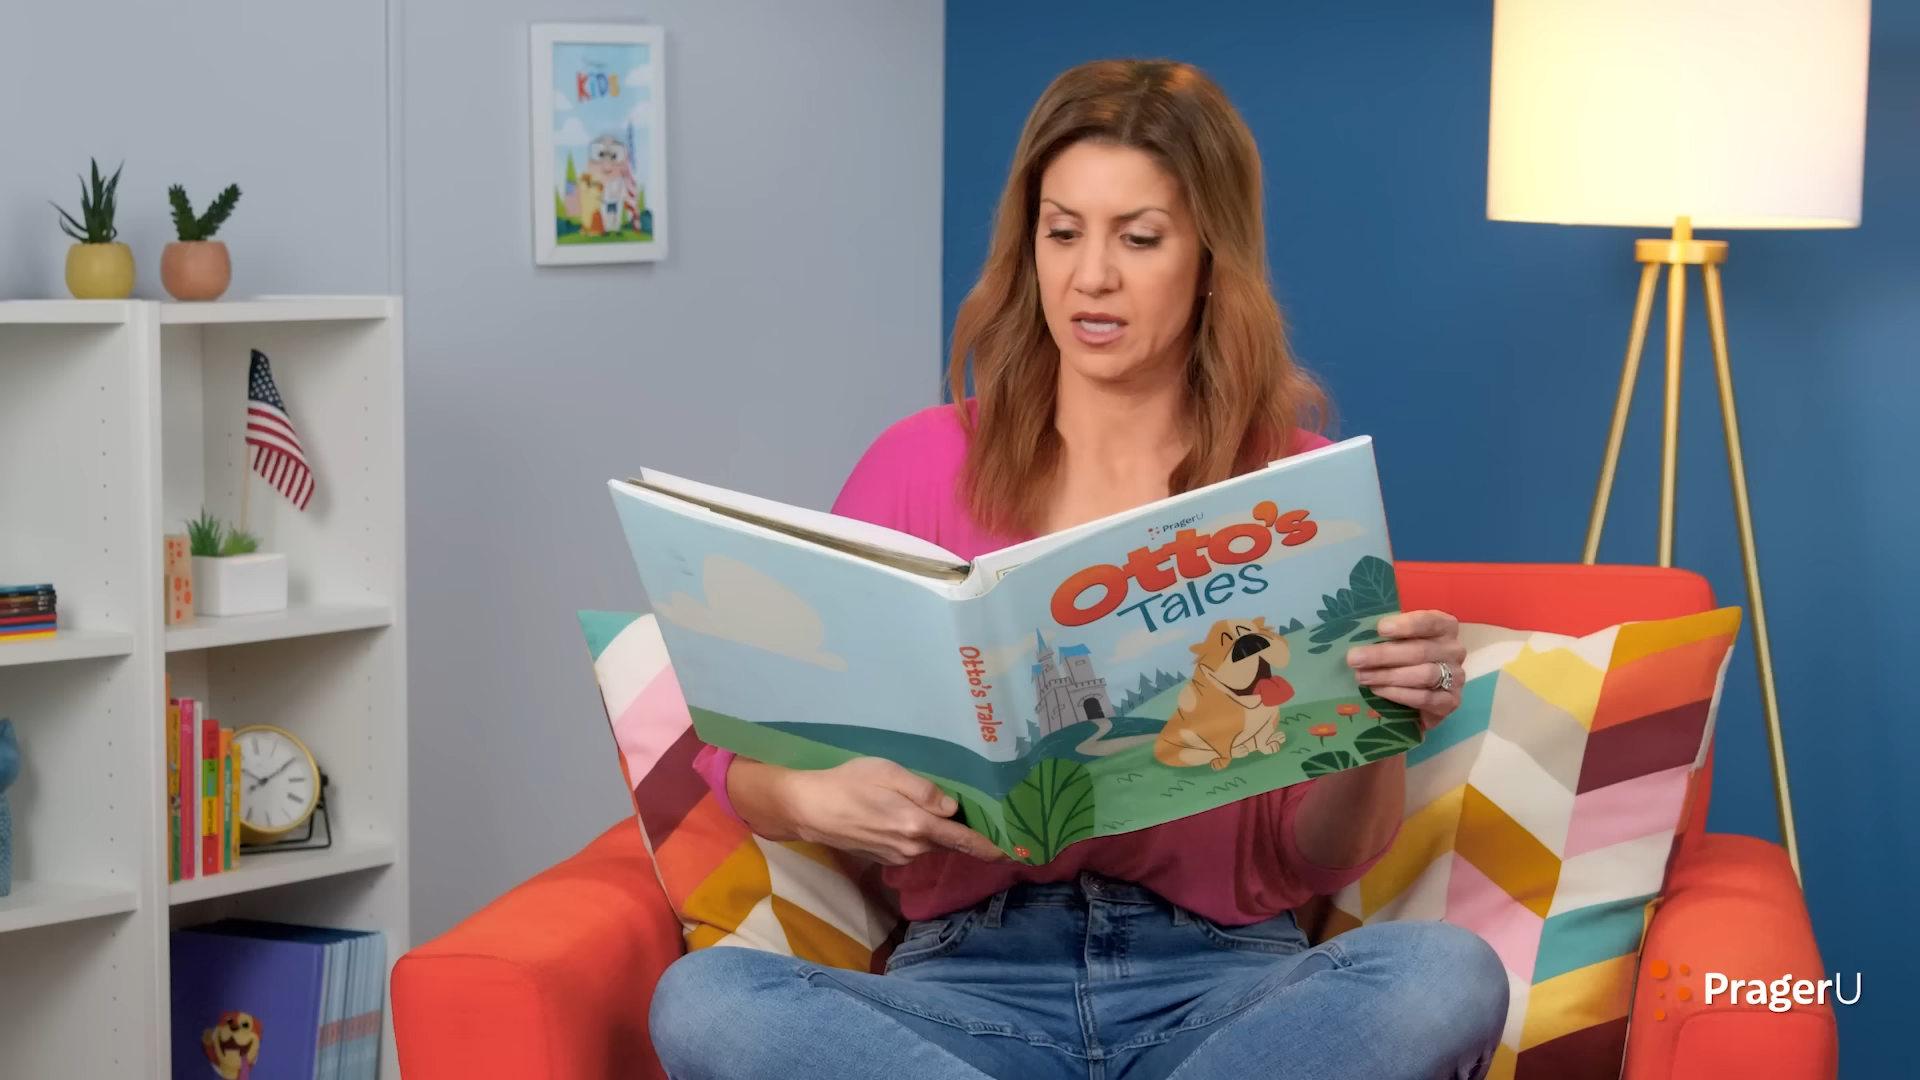 KIDS
PragerU
Otto's
Tales
Otto's Tales
PragerU